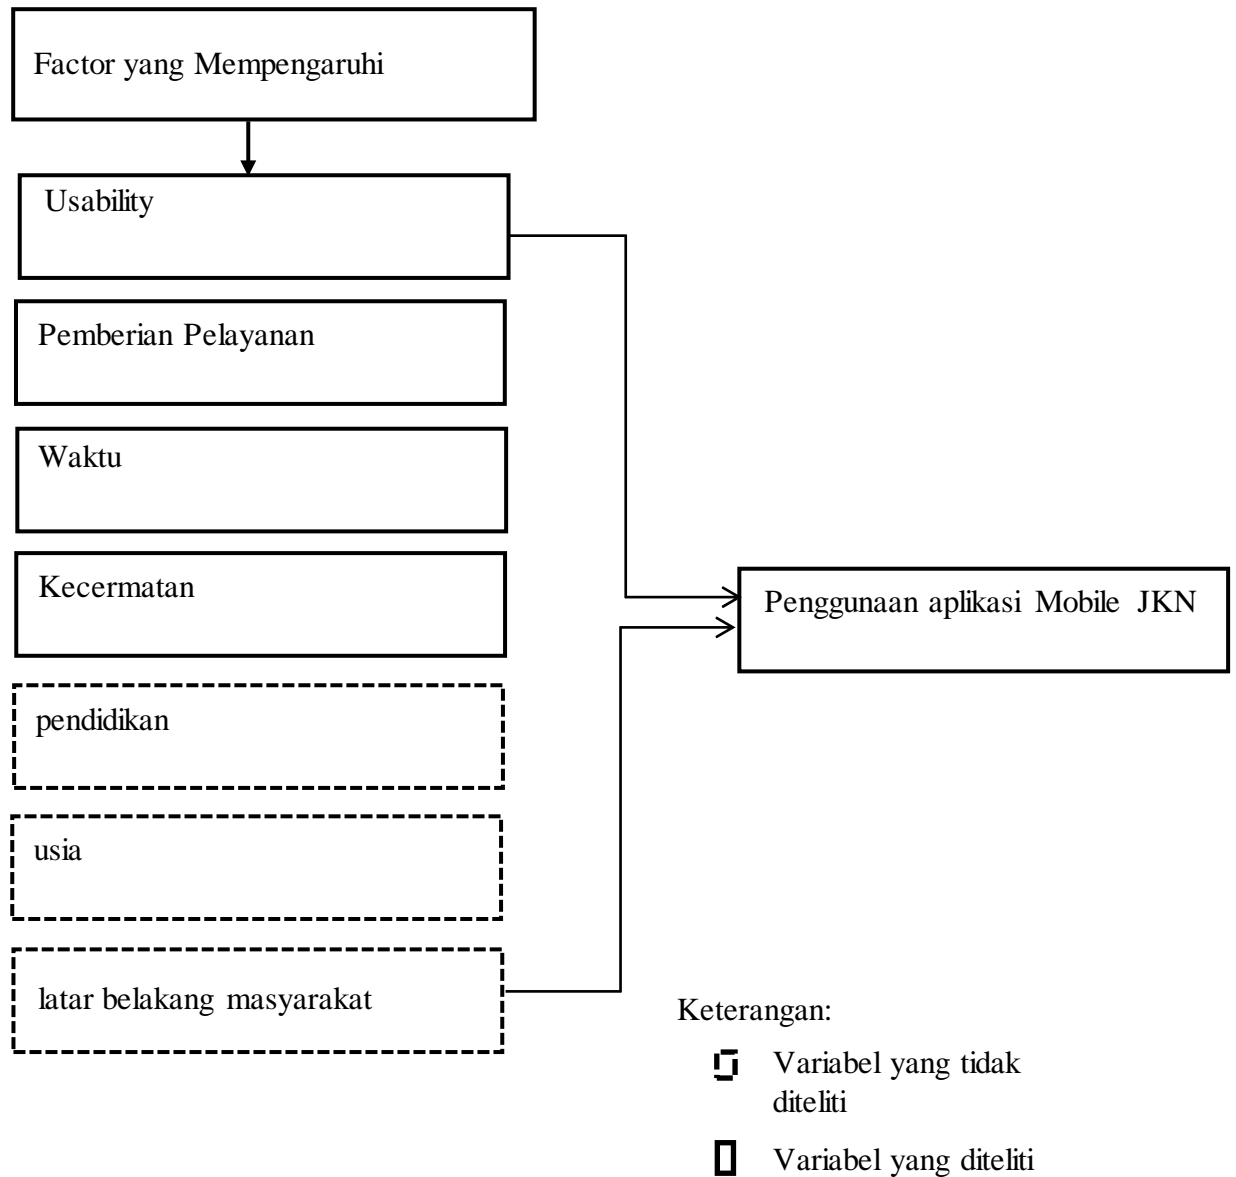 Factor yang Mempengaruhi
Usability
Pemberian Pelayanan
Waktu
Kecermatan
Penggunaan aplikasi Mobile JKN
pendidikan
usia
latar belakang masyarakat
Keterangan:
Variabel yang tidak
diteliti
Variabel yang diteliti